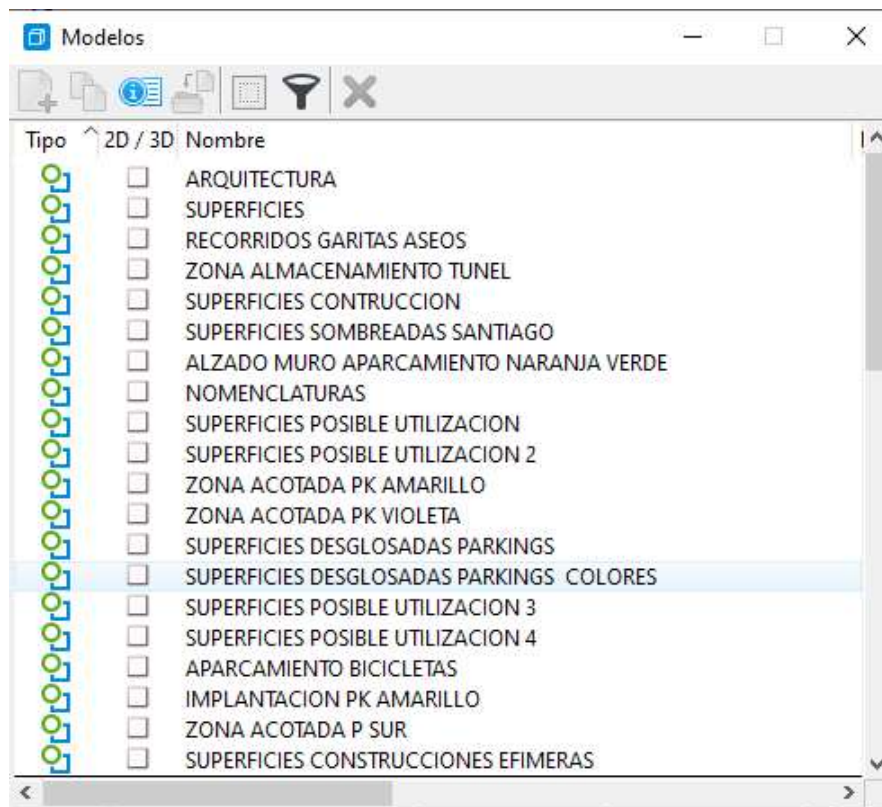 Modelos
Tipo 2D / 3D Nombre
ARQUITECTURA
SUPERFICIES
RECORRIDOS GARITAS ASEOS
ZONA ALMACENAMIENTO TUNEL
SUPERFICIES CONTRUCCION
SUPERFICIES SOMBREADAS SANTIAGO
ALZADO MURO APARCAMIENTO NARANJA VERDE
NOMENCLATURAS
SUPERFICIES POSIBLE UTILIZACION
SUPERFICIES POSIBLE UTILIZACION 2
ZONA ACOTADA PK AMARILLO
ZONA ACOTADA PK VIOLETA
SUPERFICIES DESGLOSADAS PARKINGS
SUPERFICIES DESGLOSADAS PARKINGS  COLORES
SUPERFICIES POSIBLE UTILIZACION 3
SUPERFICIES POSIBLE UTILIZACION 4
APARCAMIENTO BICICLETAS
IMPLANTACION PK AMARILLO
ZONA ACOTADA P SUR
SUPERFICIES CONSTRUCCIONES EFIMERAS